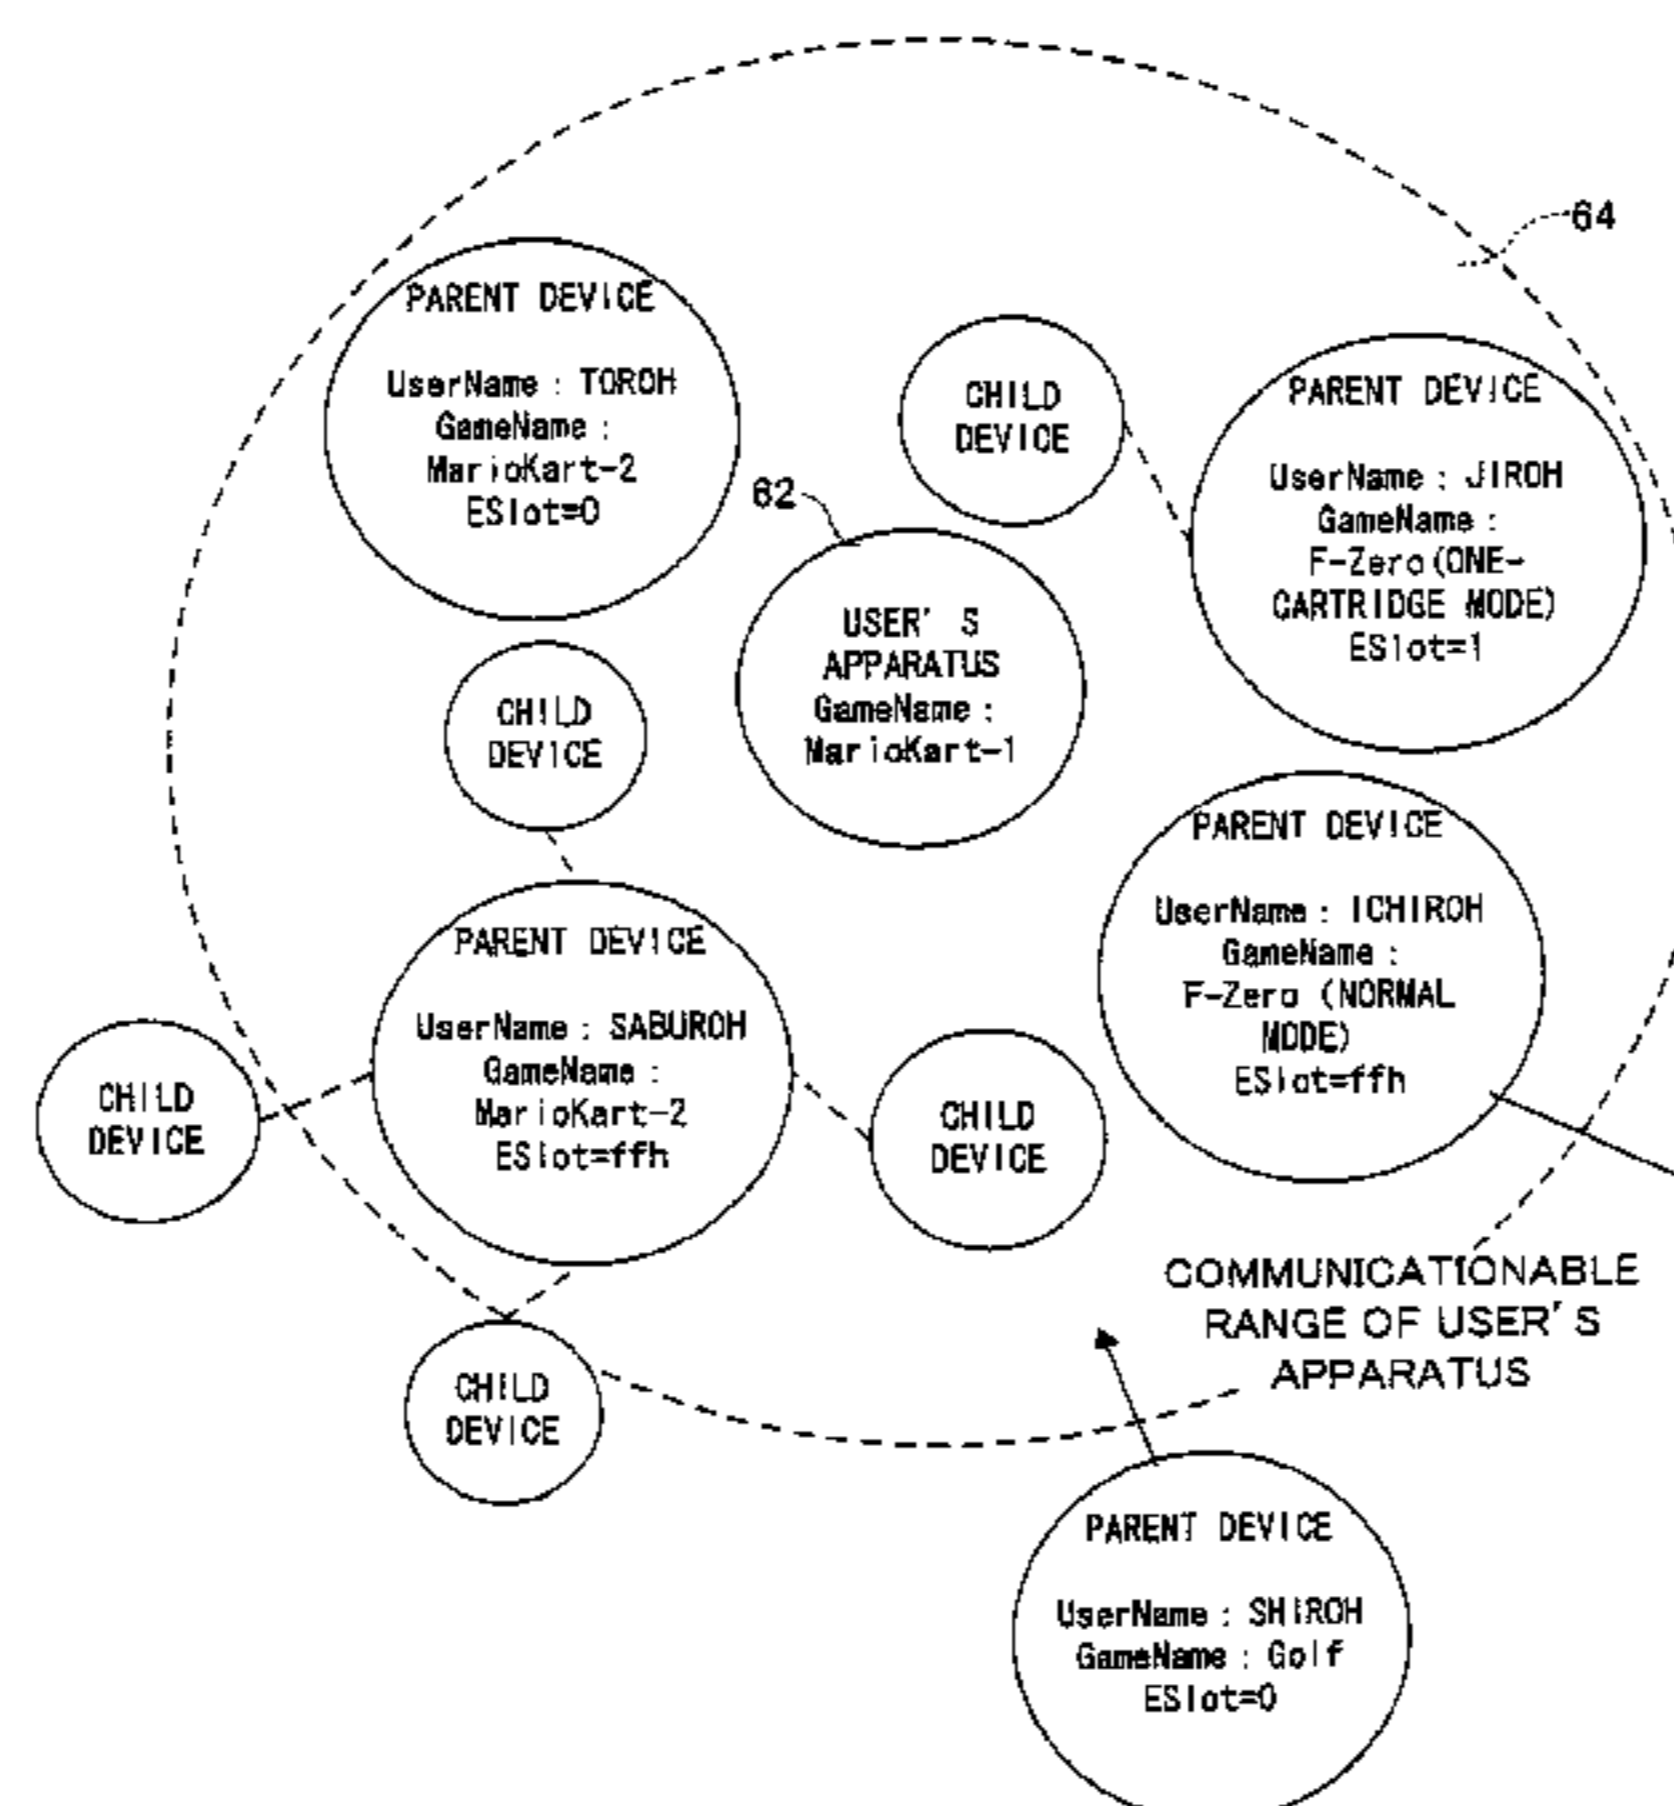 64
PARENT DEVICE
UserName : TOROH
GameName :
MarioKart-2
ESlot=0
CHILD
DEVICE
PARENT DEVICE
UserName : JIROH
GameName :
F-Zero(ONE-
CARTRIDGE MODE)
ESlot=1
62
USER'S
APPARATUS
GameName :
MarioKart-1
CHILD
DEVICE
PARENT DEVICE
UserName : ICHIROH
GameName :
F-Zero (NORMAL
MODE)
ESlot=ffh
PARENT DEVICE
UserName : SABUROH
GameName :
MarioKart-2
ESlot=ffh
CHILD
DEVICE
CHILD
DEVICE
COMMUNICATIONABLE
RANGE OF USER'S
APPARATUS
CHILD
DEVICE
PARENT DEVICE
UserName : SHIROH
GameName : Golf
ESlot=0